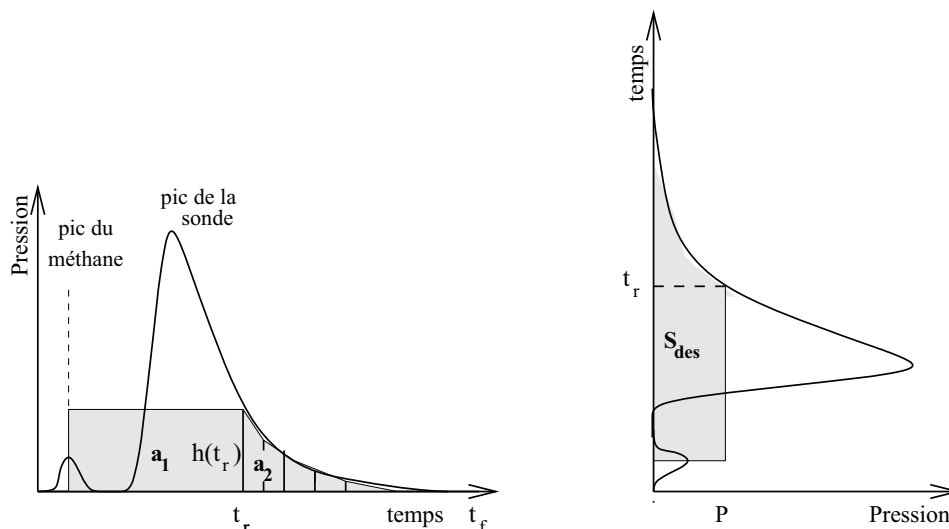 Pression
pic du
méthane
pic de la
sonde
a1
h(tr)
a2
tr
temps
tf
temps
tr
Sdes
P
Pression